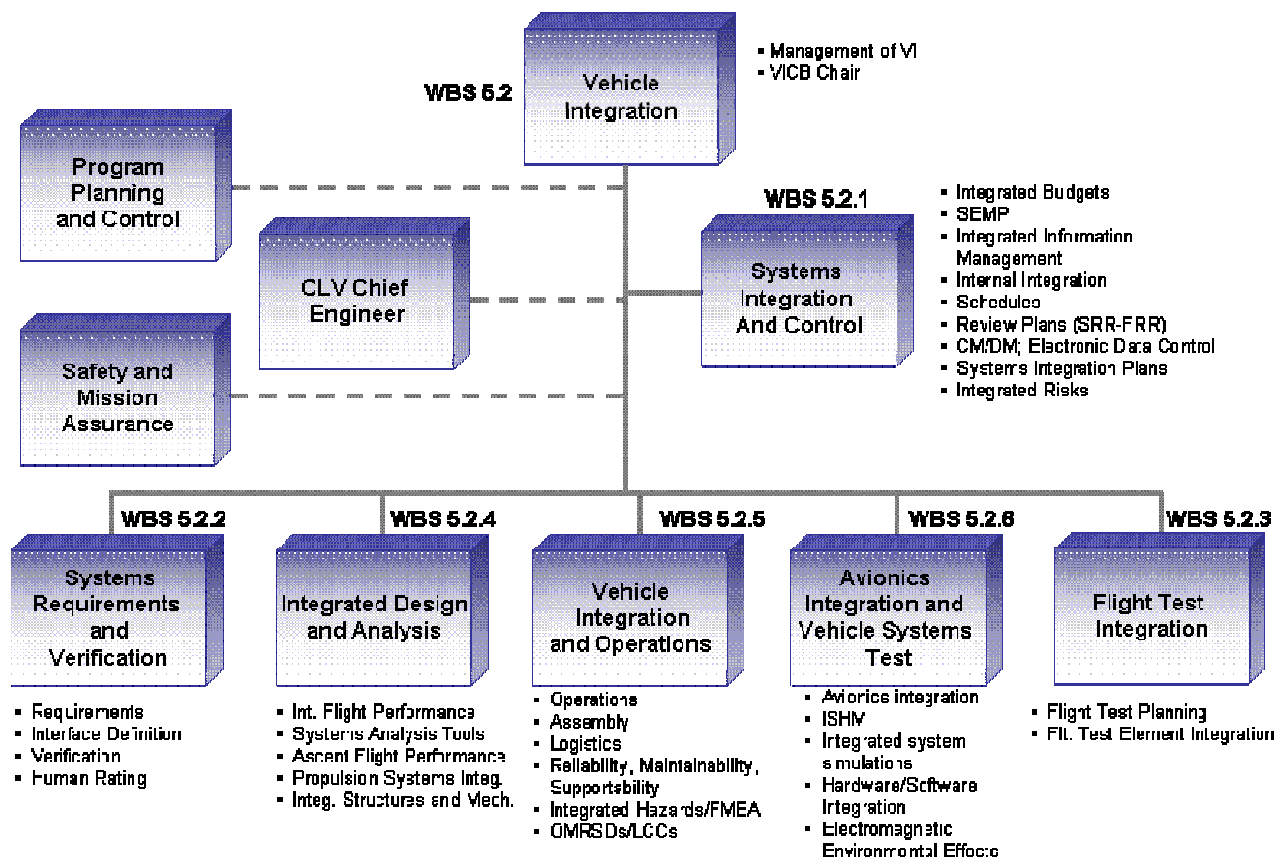 WBS 5.2
Vehicle
Integration
▪ Management of VI
▪ VICB Chair
Program
Planning
and Control
CLV Chief
Engineer
Safety and
Mission
Assurance
WBS 5.2.1
Systems
Integration
And Control
▪ Integrated Budgets
▪ SEMP
▪ Integrated Information
Management
▪ Internal Integration
▪ Schedules
▪ Review Plans (SRR-FRR)
▪ CM/DM; Electronic Data Control
▪ Systems Integration Plans
▪ Integrated Risks
WBS 5.2.2
Systems
Requirements
and
Verification
▪ Requirements
▪ Interface Definition
▪ Verification
▪ Human Rating
WBS 5.2.4
Integrated Design
and Analysis
▪ Int. Flight Performance
▪ Systems Analysis Tools
▪ Ascent Flight Performance
▪ Propulsion Systems Integ.
▪ Integ. Structures and Mech.
WBS 5.2.5
Vehicle
Integration
and Operations
▪ Operations
▪ Assembly
▪ Logistics
▪ Reliability, Maintainability,
Supportability
▪ Integrated Hazards/FMEA
▪ OMRSDs/LCCs
WBS 5.2.6
Avionics
Integration and
Vehicle Systems
Test
▪ Avionics integration
▪ ISHM
▪ Integrated system
simulations
▪ Hardware/Software
Integration
▪ Electromagnetic
Environmental Effects
WBS 5.2.3
Flight Test
Integration
▪ Flight Test Planning
▪ Flt. Test Element Integration